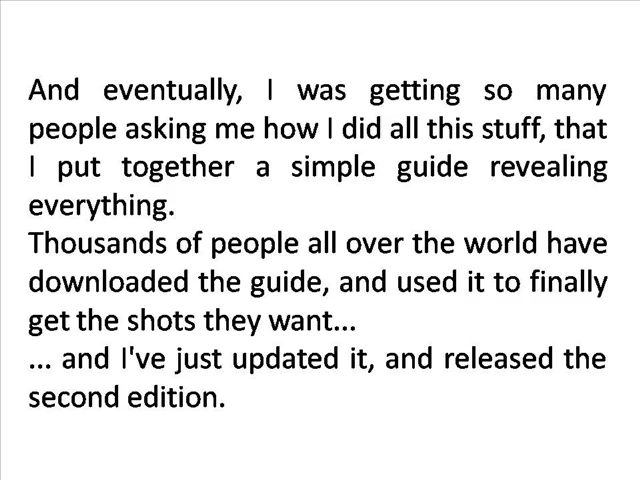 And eventually, I was getting so many
people asking me how I did all this stuff, that
I put together a simple guide revealing
everything.
Thousands of people all over the world have
downloaded the guide, and used it to finally
get the shots they want...
... and I've just updated it, and released the
second edition.